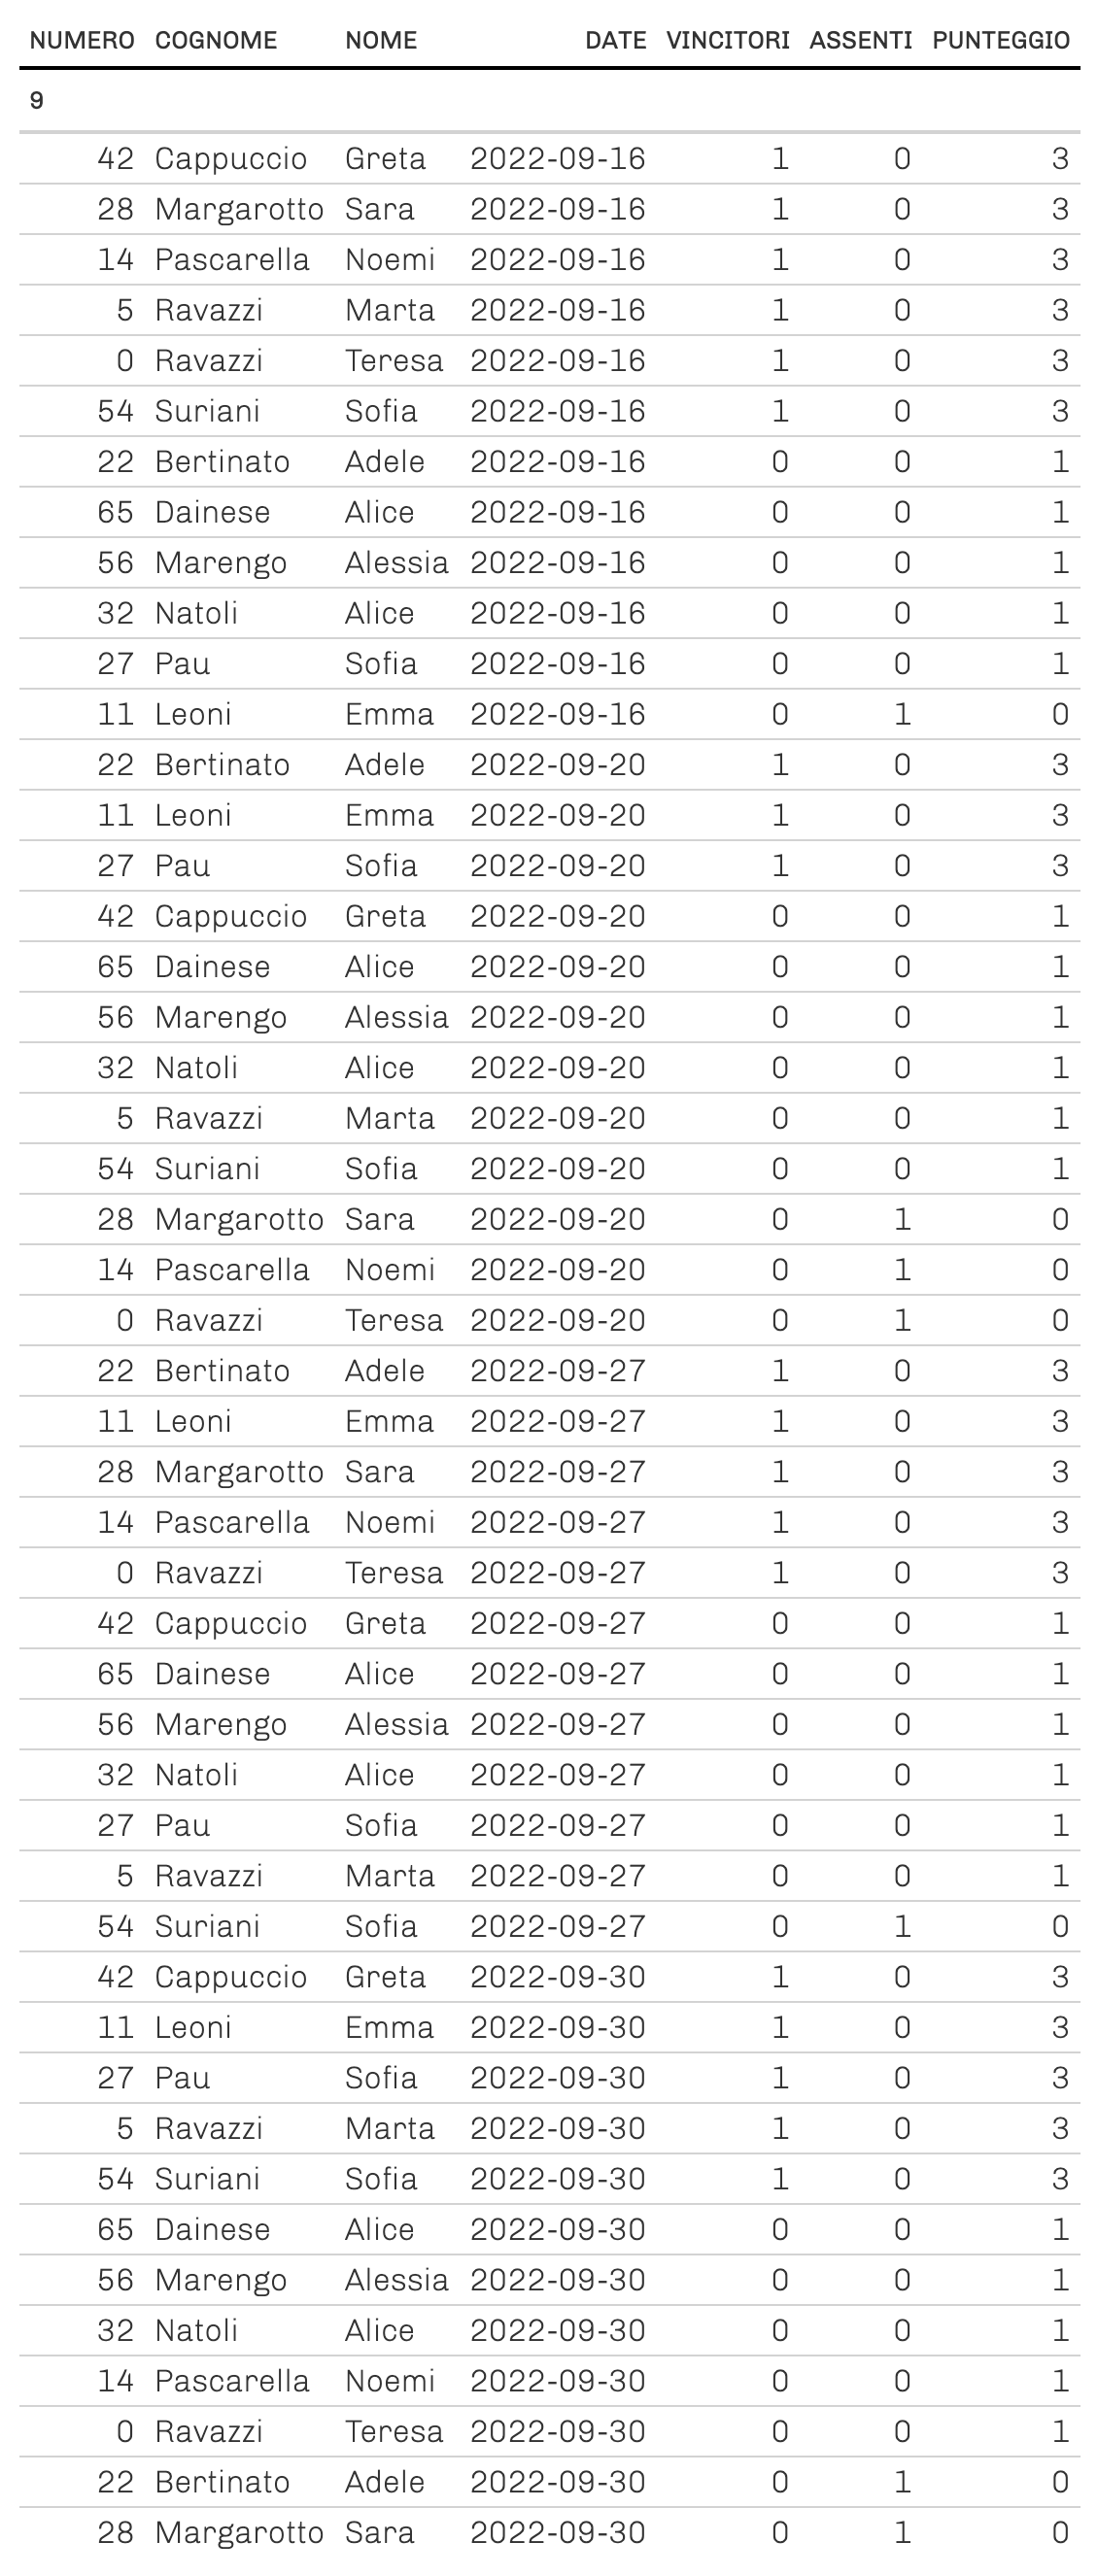 NUMERO COGNOME NOME DATE VINCITORI ASSENTI PUNTEGGIO
9
42 Cappuccio Greta 2022-09-16 1 0 3
28 Margarotto Sara 2022-09-16 1 0 3
14 Pascarella Noemi 2022-09-16 1 0 3
5 Ravazzi Marta 2022-09-16 1 0 3
0 Ravazzi Teresa 2022-09-16 1 0 3
54 Suriani Sofia 2022-09-16 1 0 3
22 Bertinato Adele 2022-09-16 0 0 1
65 Dainese Alice 2022-09-16 0 0 1
56 Marengo Alessia 2022-09-16 0 0 1
32 Natoli Alice 2022-09-16 0 0 1
27 Pau Sofia 2022-09-16 0 0 1
11 Leoni Emma 2022-09-16 0 1 0
22 Bertinato Adele 2022-09-20 1 0 3
11 Leoni Emma 2022-09-20 1 0 3
27 Pau Sofia 2022-09-20 1 0 3
42 Cappuccio Greta 2022-09-20 0 0 1
65 Dainese Alice 2022-09-20 0 0 1
56 Marengo Alessia 2022-09-20 0 0 1
32 Natoli Alice 2022-09-20 0 0 1
5 Ravazzi Marta 2022-09-20 0 0 1
54 Suriani Sofia 2022-09-20 0 0 1
28 Margarotto Sara 2022-09-20 0 1 0
14 Pascarella Noemi 2022-09-20 0 1 0
0 Ravazzi Teresa 2022-09-20 0 1 0
22 Bertinato Adele 2022-09-27 1 0 3
11 Leoni Emma 2022-09-27 1 0 3
28 Margarotto Sara 2022-09-27 1 0 3
14 Pascarella Noemi 2022-09-27 1 0 3
0 Ravazzi Teresa 2022-09-27 1 0 3
42 Cappuccio Greta 2022-09-27 0 0 1
65 Dainese Alice 2022-09-27 0 0 1
56 Marengo Alessia 2022-09-27 0 0 1
32 Natoli Alice 2022-09-27 0 0 1
27 Pau Sofia 2022-09-27 0 0 1
5 Ravazzi Marta 2022-09-27 0 0 1
54 Suriani Sofia 2022-09-27 0 1 0
42 Cappuccio Greta 2022-09-30 1 0 3
11 Leoni Emma 2022-09-30 1 0 3
27 Pau Sofia 2022-09-30 1 0 3
5 Ravazzi Marta 2022-09-30 1 0 3
54 Suriani Sofia 2022-09-30 1 0 3
65 Dainese Alice 2022-09-30 0 0 1
56 Marengo Alessia 2022-09-30 0 0 1
32 Natoli Alice 2022-09-30 0 0 1
14 Pascarella Noemi 2022-09-30 0 0 1
0 Ravazzi Teresa 2022-09-30 0 0 1
22 Bertinato Adele 2022-09-30 0 1 0
28 Margarotto Sara 2022-09-30 0 1 0